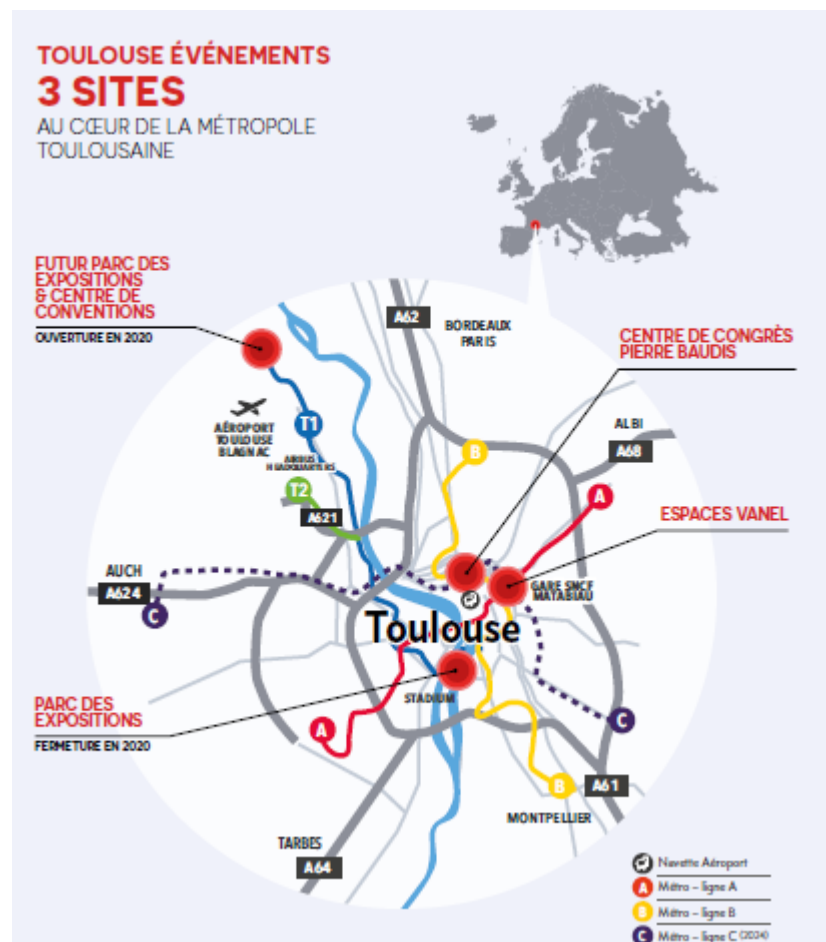 TOULOUSE ÉVÉNEMENTS
3 SITES
AU CŒUR DE LA MÉTROPOLE
TOULOUSAINE
FUTUR PARC DES
EXPOSITIONS
& CENTRE DE
CONVENTIONS
OUVERTURE EN 2020
A62
BORDEAUX
PARIS
CENTRE DE CONGRÈS
PIERRE BAUDIS
AÉROPORT
TOULOUSE
BLAGNAC
T1
AIRBUS
HEADQUARTERS
T2
A621
B
ALBI
A68
A
ESPACES VANEL
AUCH
A624
C
GARE SNCF
MATABIAU
Toulouse
STADIUM
PARC DES
EXPOSITIONS
FERMETURE EN 2020
A
C
B
A61
MONTPELLIER
TARBES
A64
Navette Aéroport
A Métro – ligne A
B Métro – ligne B
C Métro – ligne C (2024)